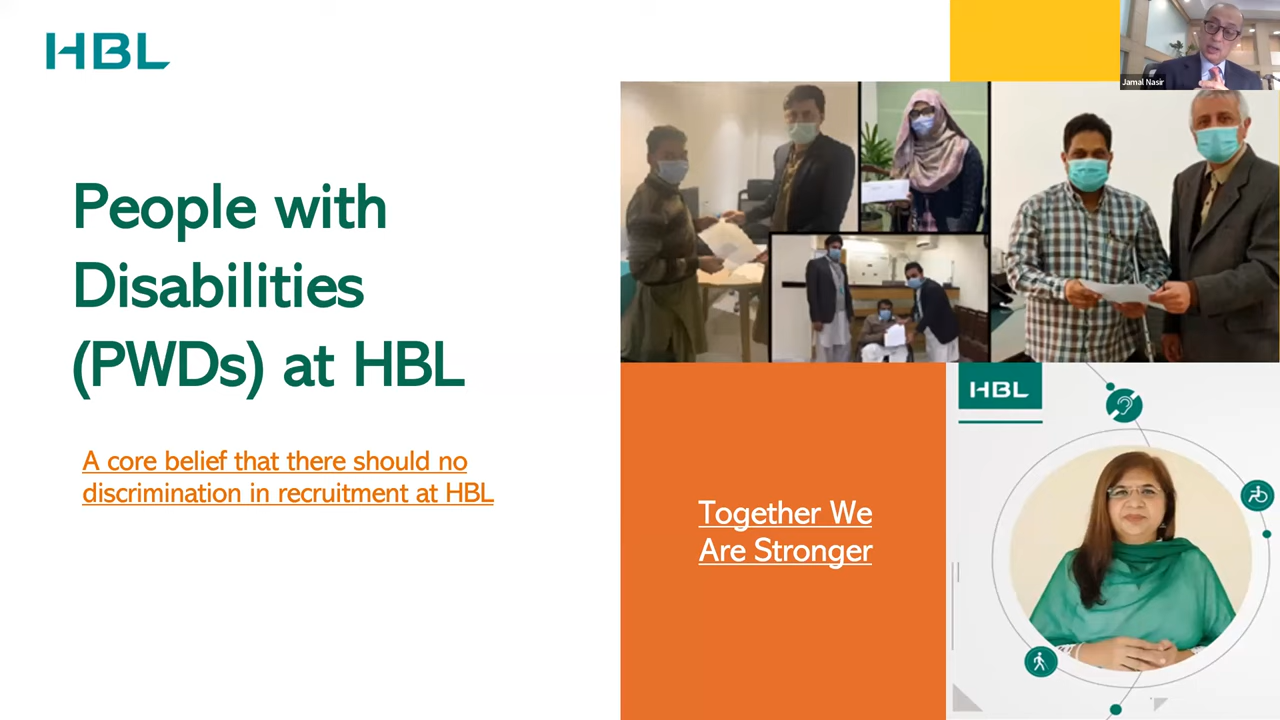 HBL
Jamal Nasir
People with
Disabilities
(PWDs) at HBL
A core belief that there should no
discrimination in recruitment at HBL
Together We
Are Stronger
HBL